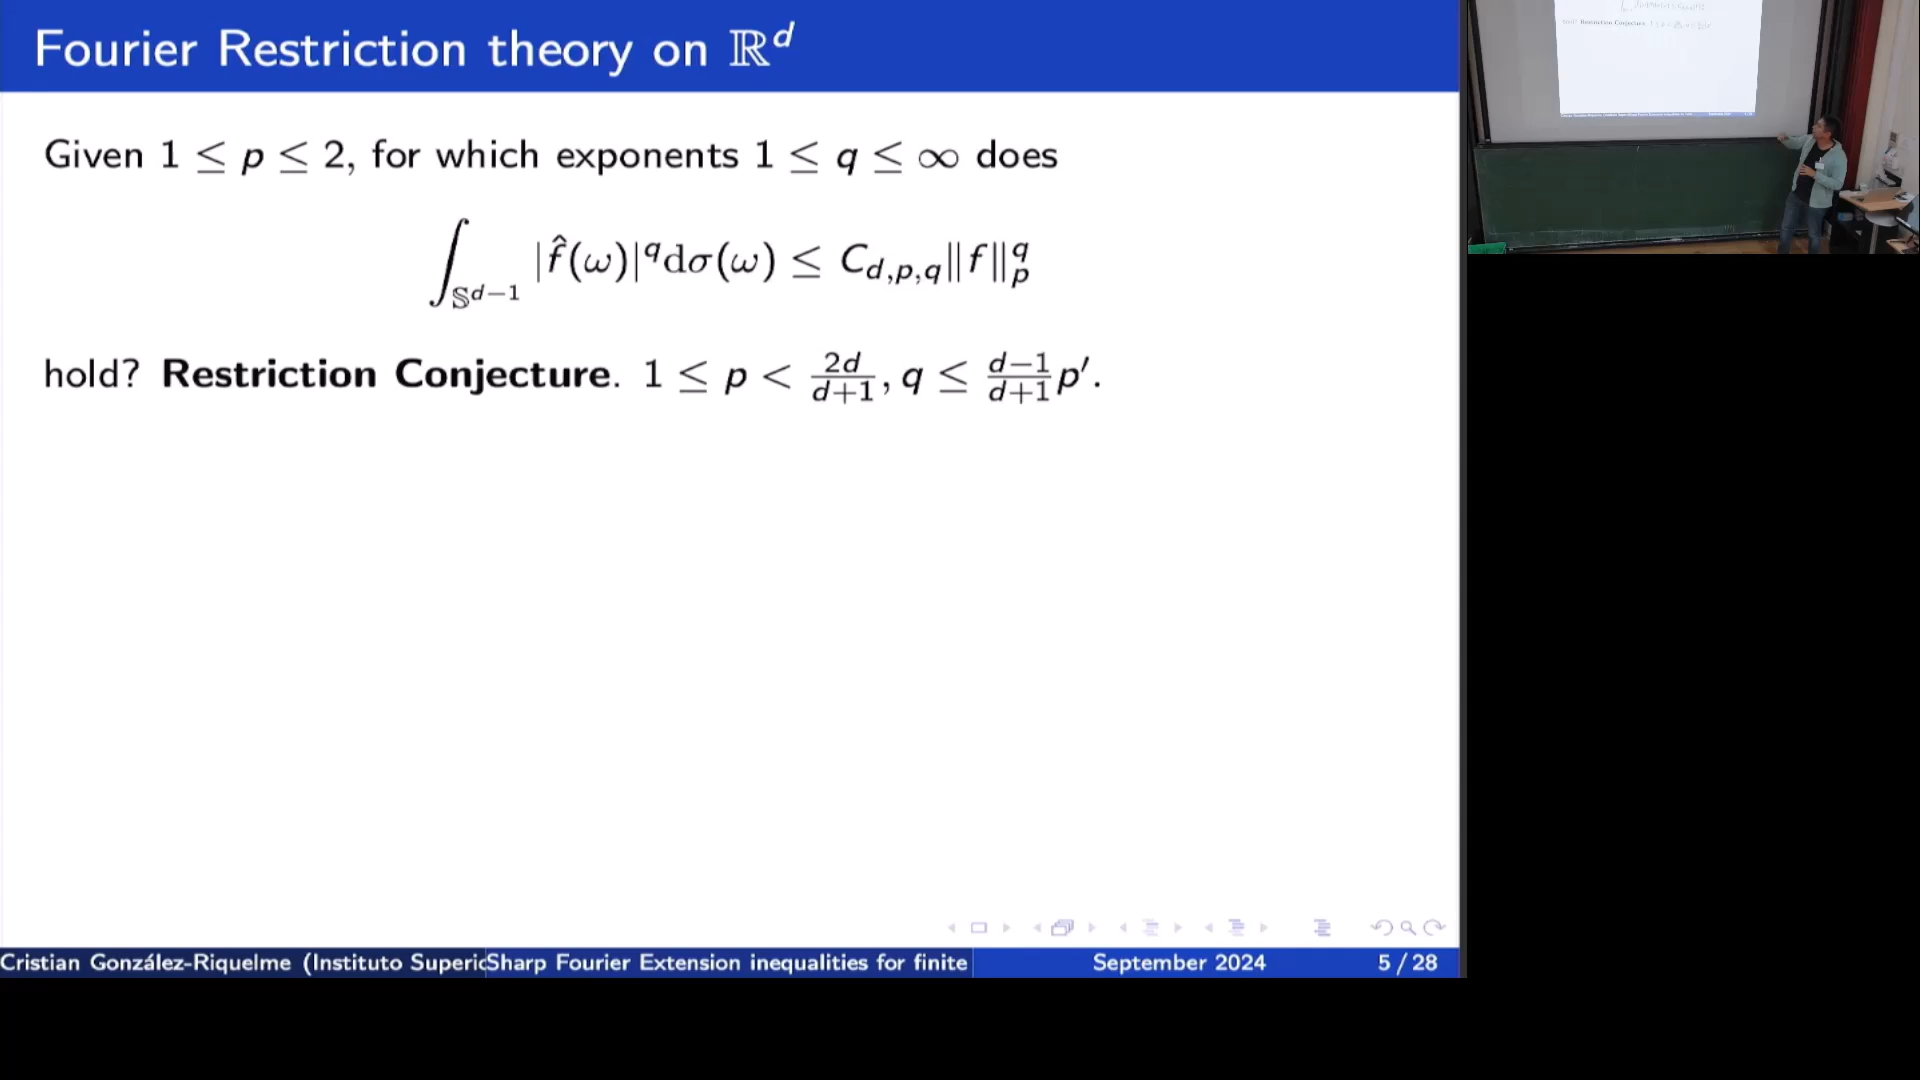 Fourier Restriction theory on ℝ^d
Given 1 ≤ p ≤ 2, for which exponents 1 ≤ q ≤ ∞ does
∫_{𝕊^{d−1}} |f̂(ω)|^q dσ(ω) ≤ C_{d,p,q}‖f‖_p^q
hold? Restriction Conjecture. 1 ≤ p < 2d/(d+1), q ≤ (d−1)/(d+1) p′.
Cristian González-Riquelme (Instituto Superic
Sharp Fourier Extension inequalities for finite
September 2024
5 / 28